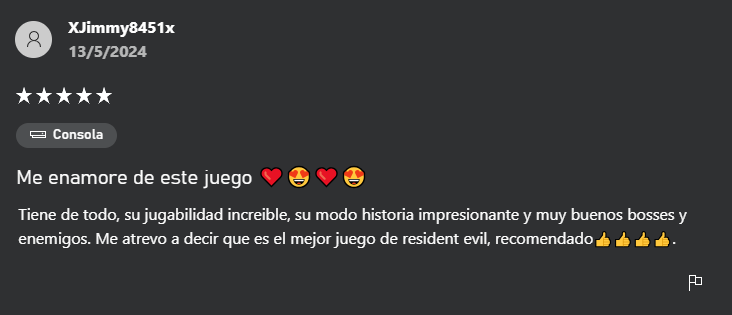 XJimmy8451x
13/5/2024
★★★★★
Consola
Me enamore de este juego ❤️😍❤️😍
Tiene de todo, su jugabilidad increible, su modo historia impresionante y muy buenos bosses y
enemigos. Me atrevo a decir que es el mejor juego de resident evil, recomendado👍👍👍👍.